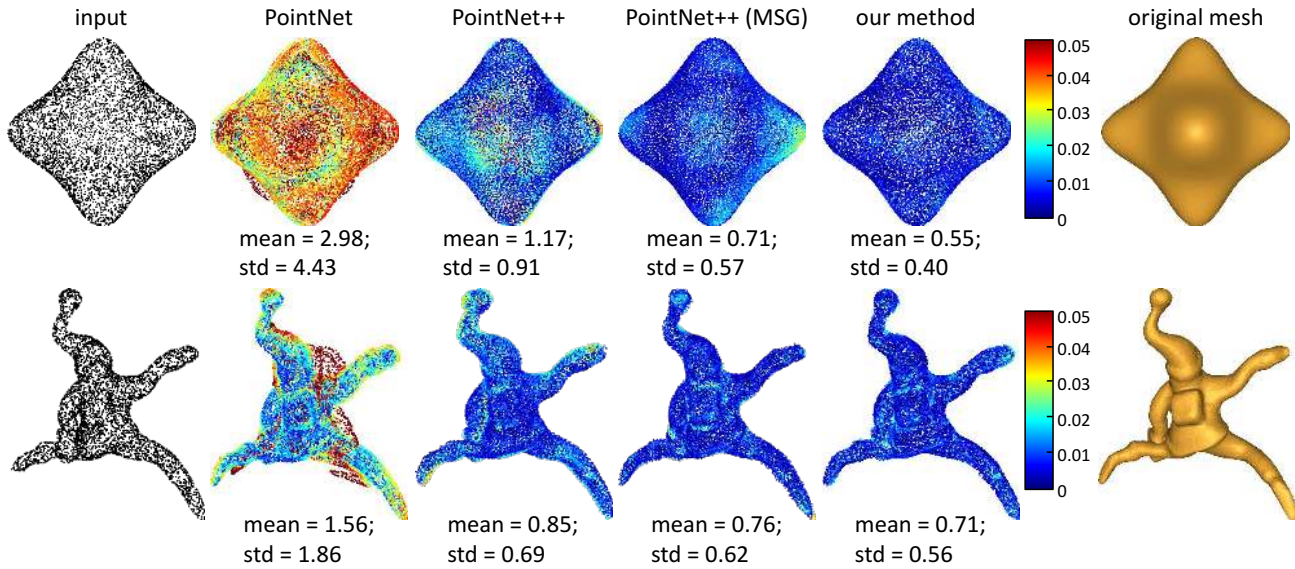 input PointNet PointNet++ PointNet++ (MSG) our method original mesh
0.05
0.04
0.03
0.02
0.01
0
mean = 2.98; mean = 1.17; mean = 0.71; mean = 0.55;
std = 4.43 std = 0.91 std = 0.57 std = 0.40
0.05
0.04
0.03
0.02
0.01
0
mean = 1.56; mean = 0.85; mean = 0.76; mean = 0.71;
std = 1.86 std = 0.69 std = 0.62 std = 0.56